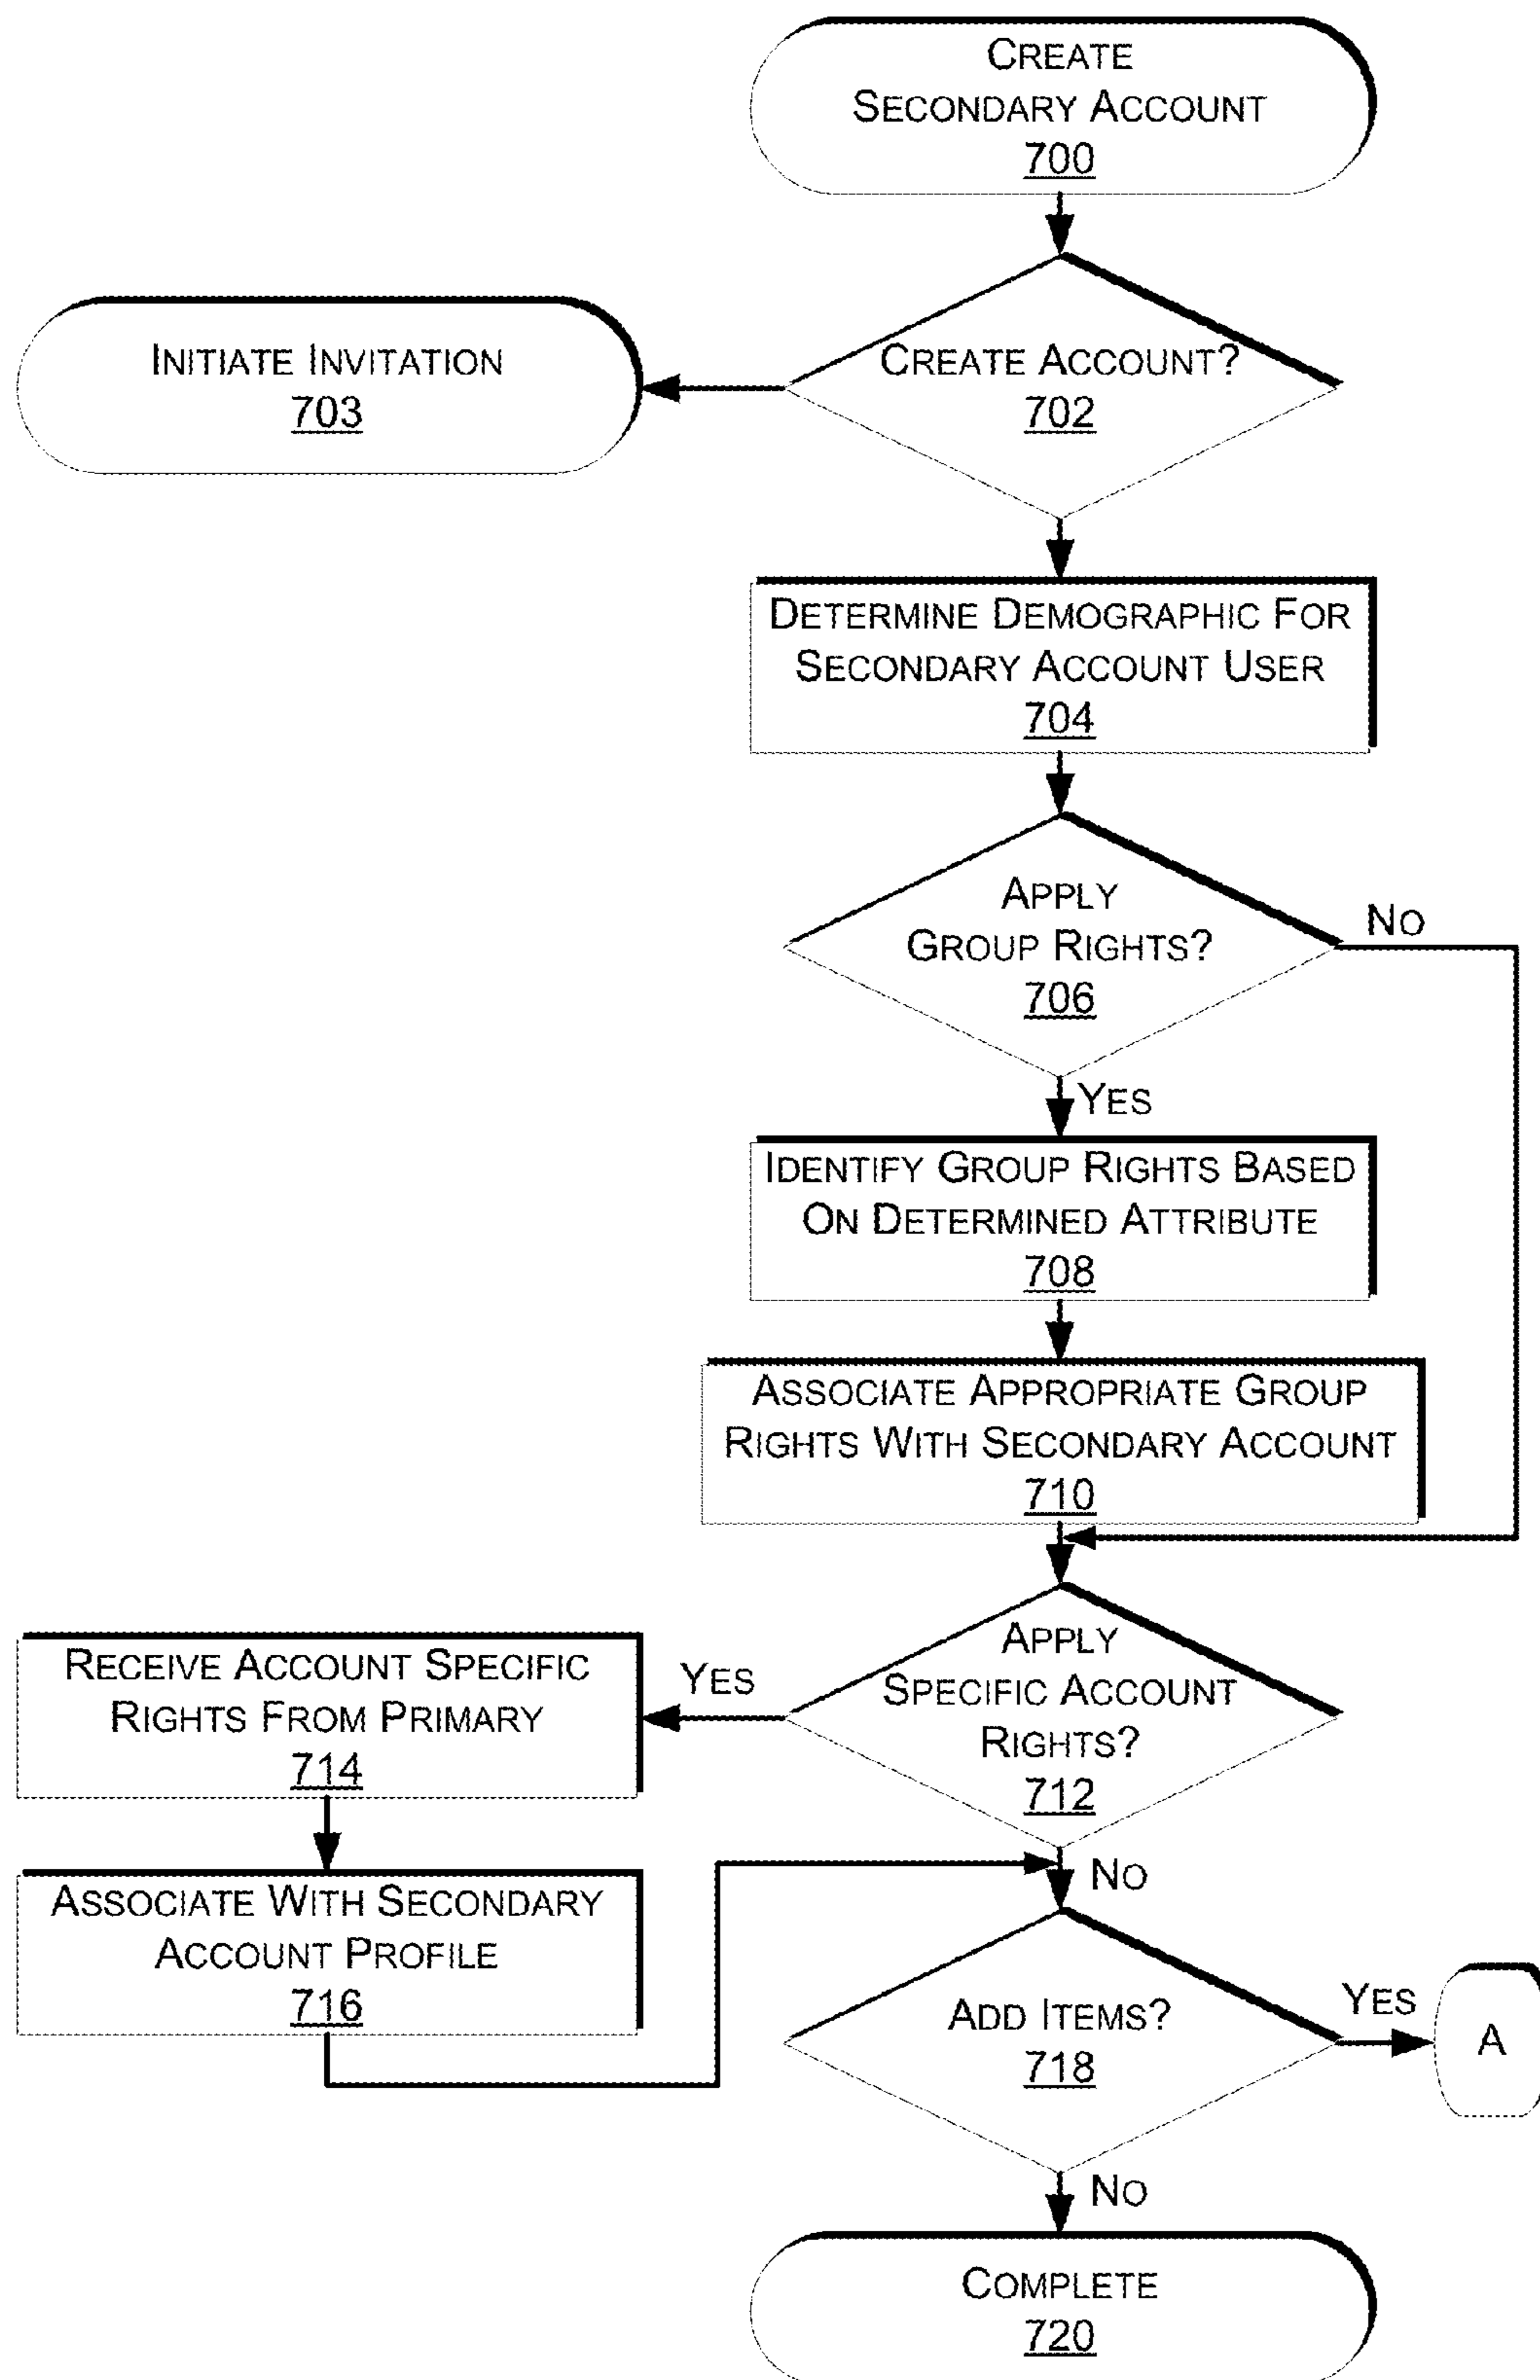 CREATE
SECONDARY ACCOUNT
700
INITIATE INVITATION
703
CREATE ACCOUNT?
702
DETERMINE DEMOGRAPHIC FOR
SECONDARY ACCOUNT USER
704
APPLY
GROUP RIGHTS?
706
NO
YES
IDENTIFY GROUP RIGHTS BASED
ON DETERMINED ATTRIBUTE
708
ASSOCIATE APPROPRIATE GROUP
RIGHTS WITH SECONDARY ACCOUNT
710
APPLY
SPECIFIC ACCOUNT
RIGHTS?
712
YES
RECEIVE ACCOUNT SPECIFIC
RIGHTS FROM PRIMARY
714
ASSOCIATE WITH SECONDARY
ACCOUNT PROFILE
716
NO
ADD ITEMS?
718
YES
A
NO
COMPLETE
720